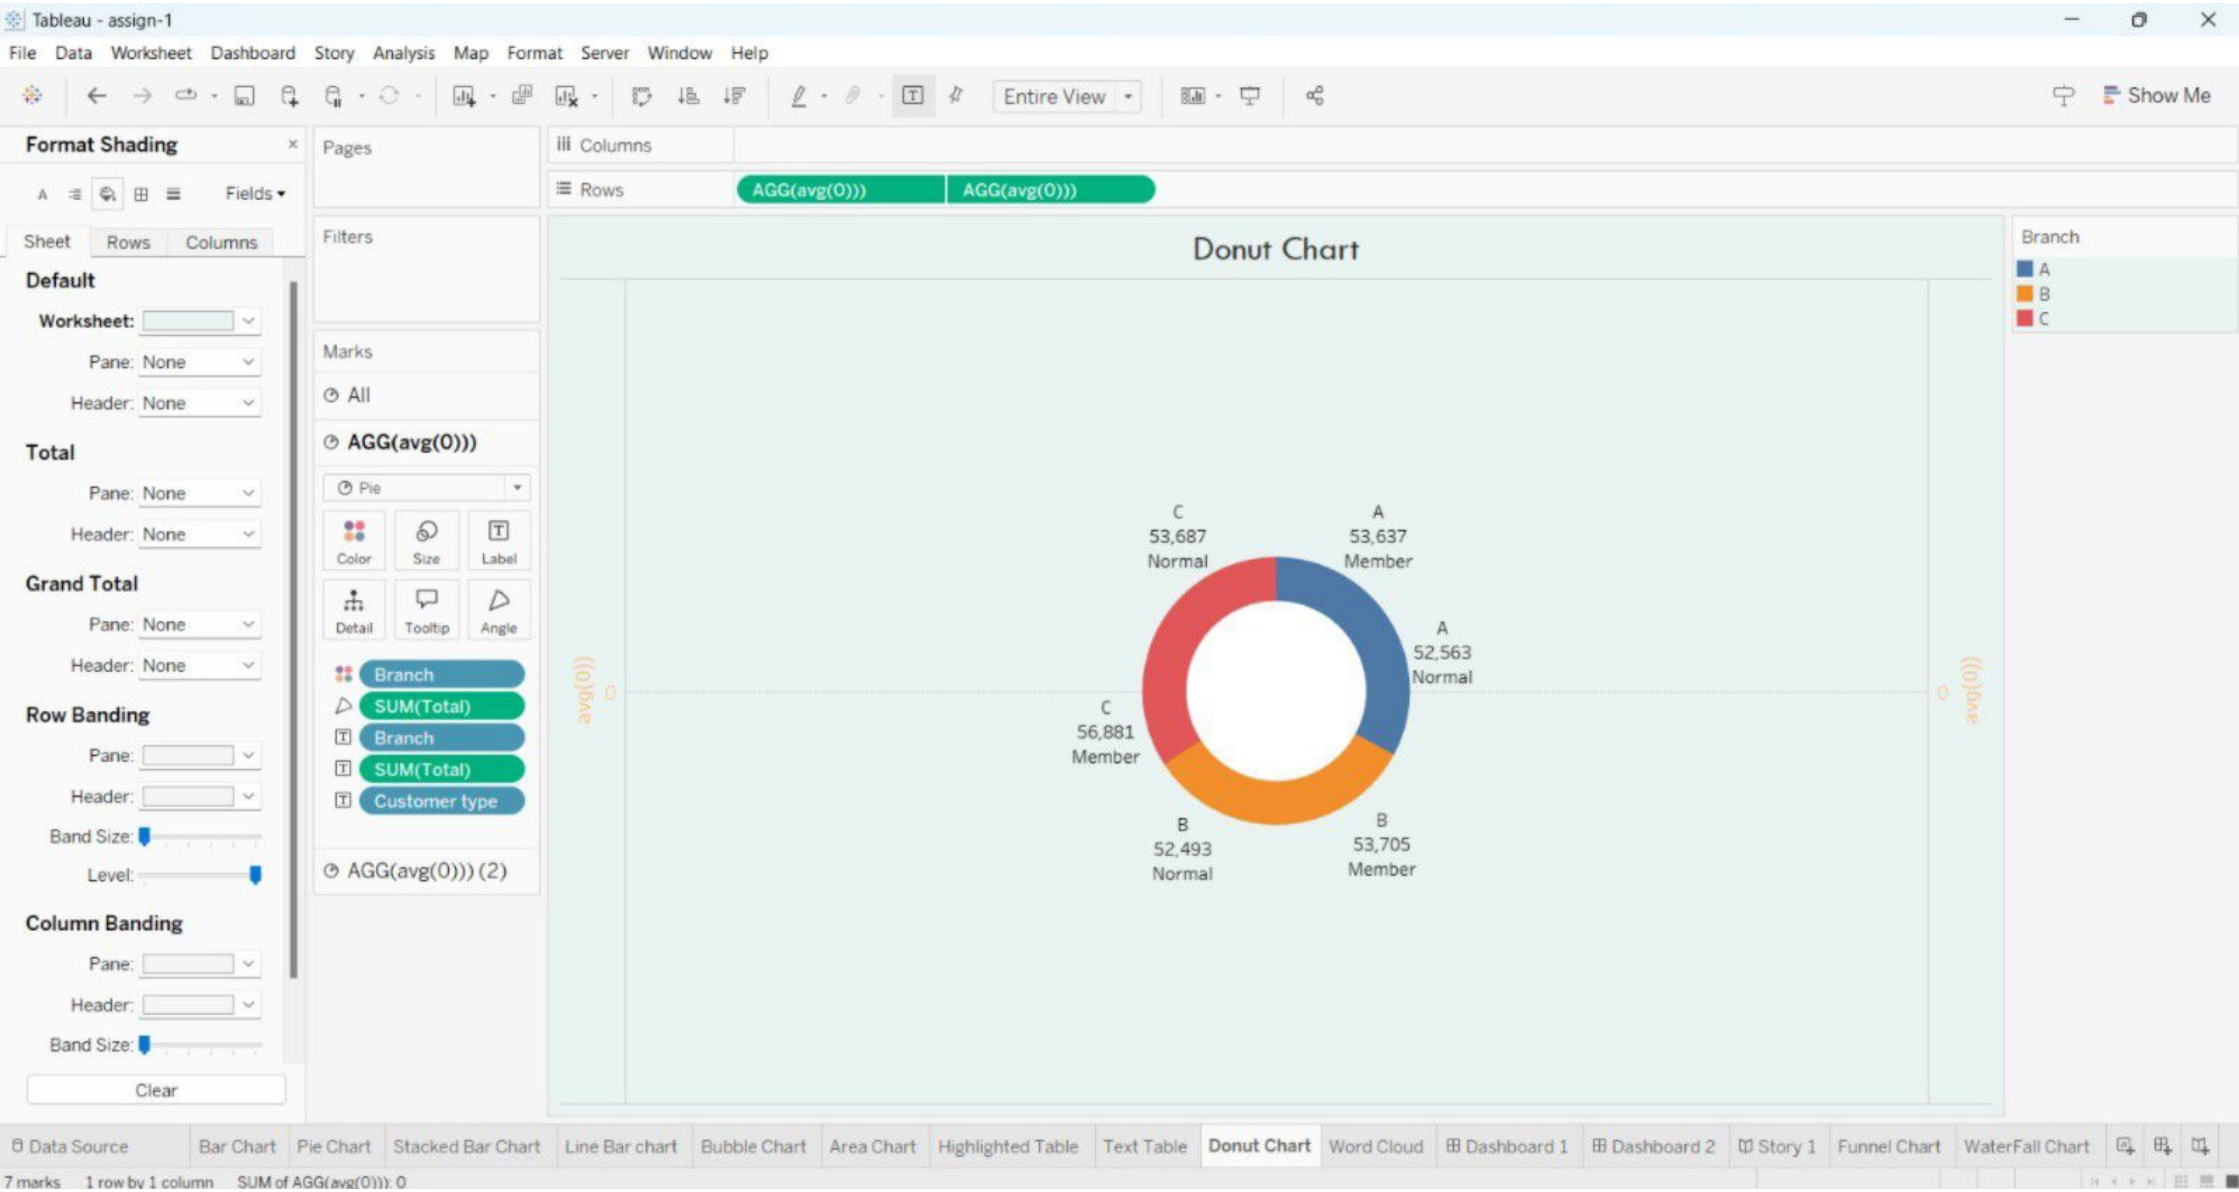 Tableau - assign-1
File Data Worksheet Dashboard Story Analysis Map Format Server Window Help
Entire View
Show Me
Format Shading
Fields
Sheet Rows Columns
Default
Worksheet:
Pane: None
Header: None
Total
Pane: None
Header: None
Grand Total
Pane: None
Header: None
Row Banding
Pane:
Header:
Band Size:
Level:
Column Banding
Pane:
Header:
Band Size:
Clear
Pages
Filters
Marks
All
AGG(avg(0)))
Pie
Color Size Label
Detail Tooltip Angle
Branch
SUM(Total)
Branch
SUM(Total)
Customer type
AGG(avg(0))) (2)
Columns
Rows AGG(avg(0))) AGG(avg(0)))
Donut Chart
avg(0))
0
C
53,687
Normal
A
53,637
Member
A
52,563
Normal
C
56,881
Member
B
52,493
Normal
B
53,705
Member
0
avg(0))
Branch
A
B
C
Data Source Bar Chart Pie Chart Stacked Bar Chart Line Bar chart Bubble Chart Area Chart Highlighted Table Text Table Donut Chart Word Cloud Dashboard 1 Dashboard 2 Story 1 Funnel Chart WaterFall Chart
7 marks 1 row by 1 column SUM of AGG(avg(0))): 0